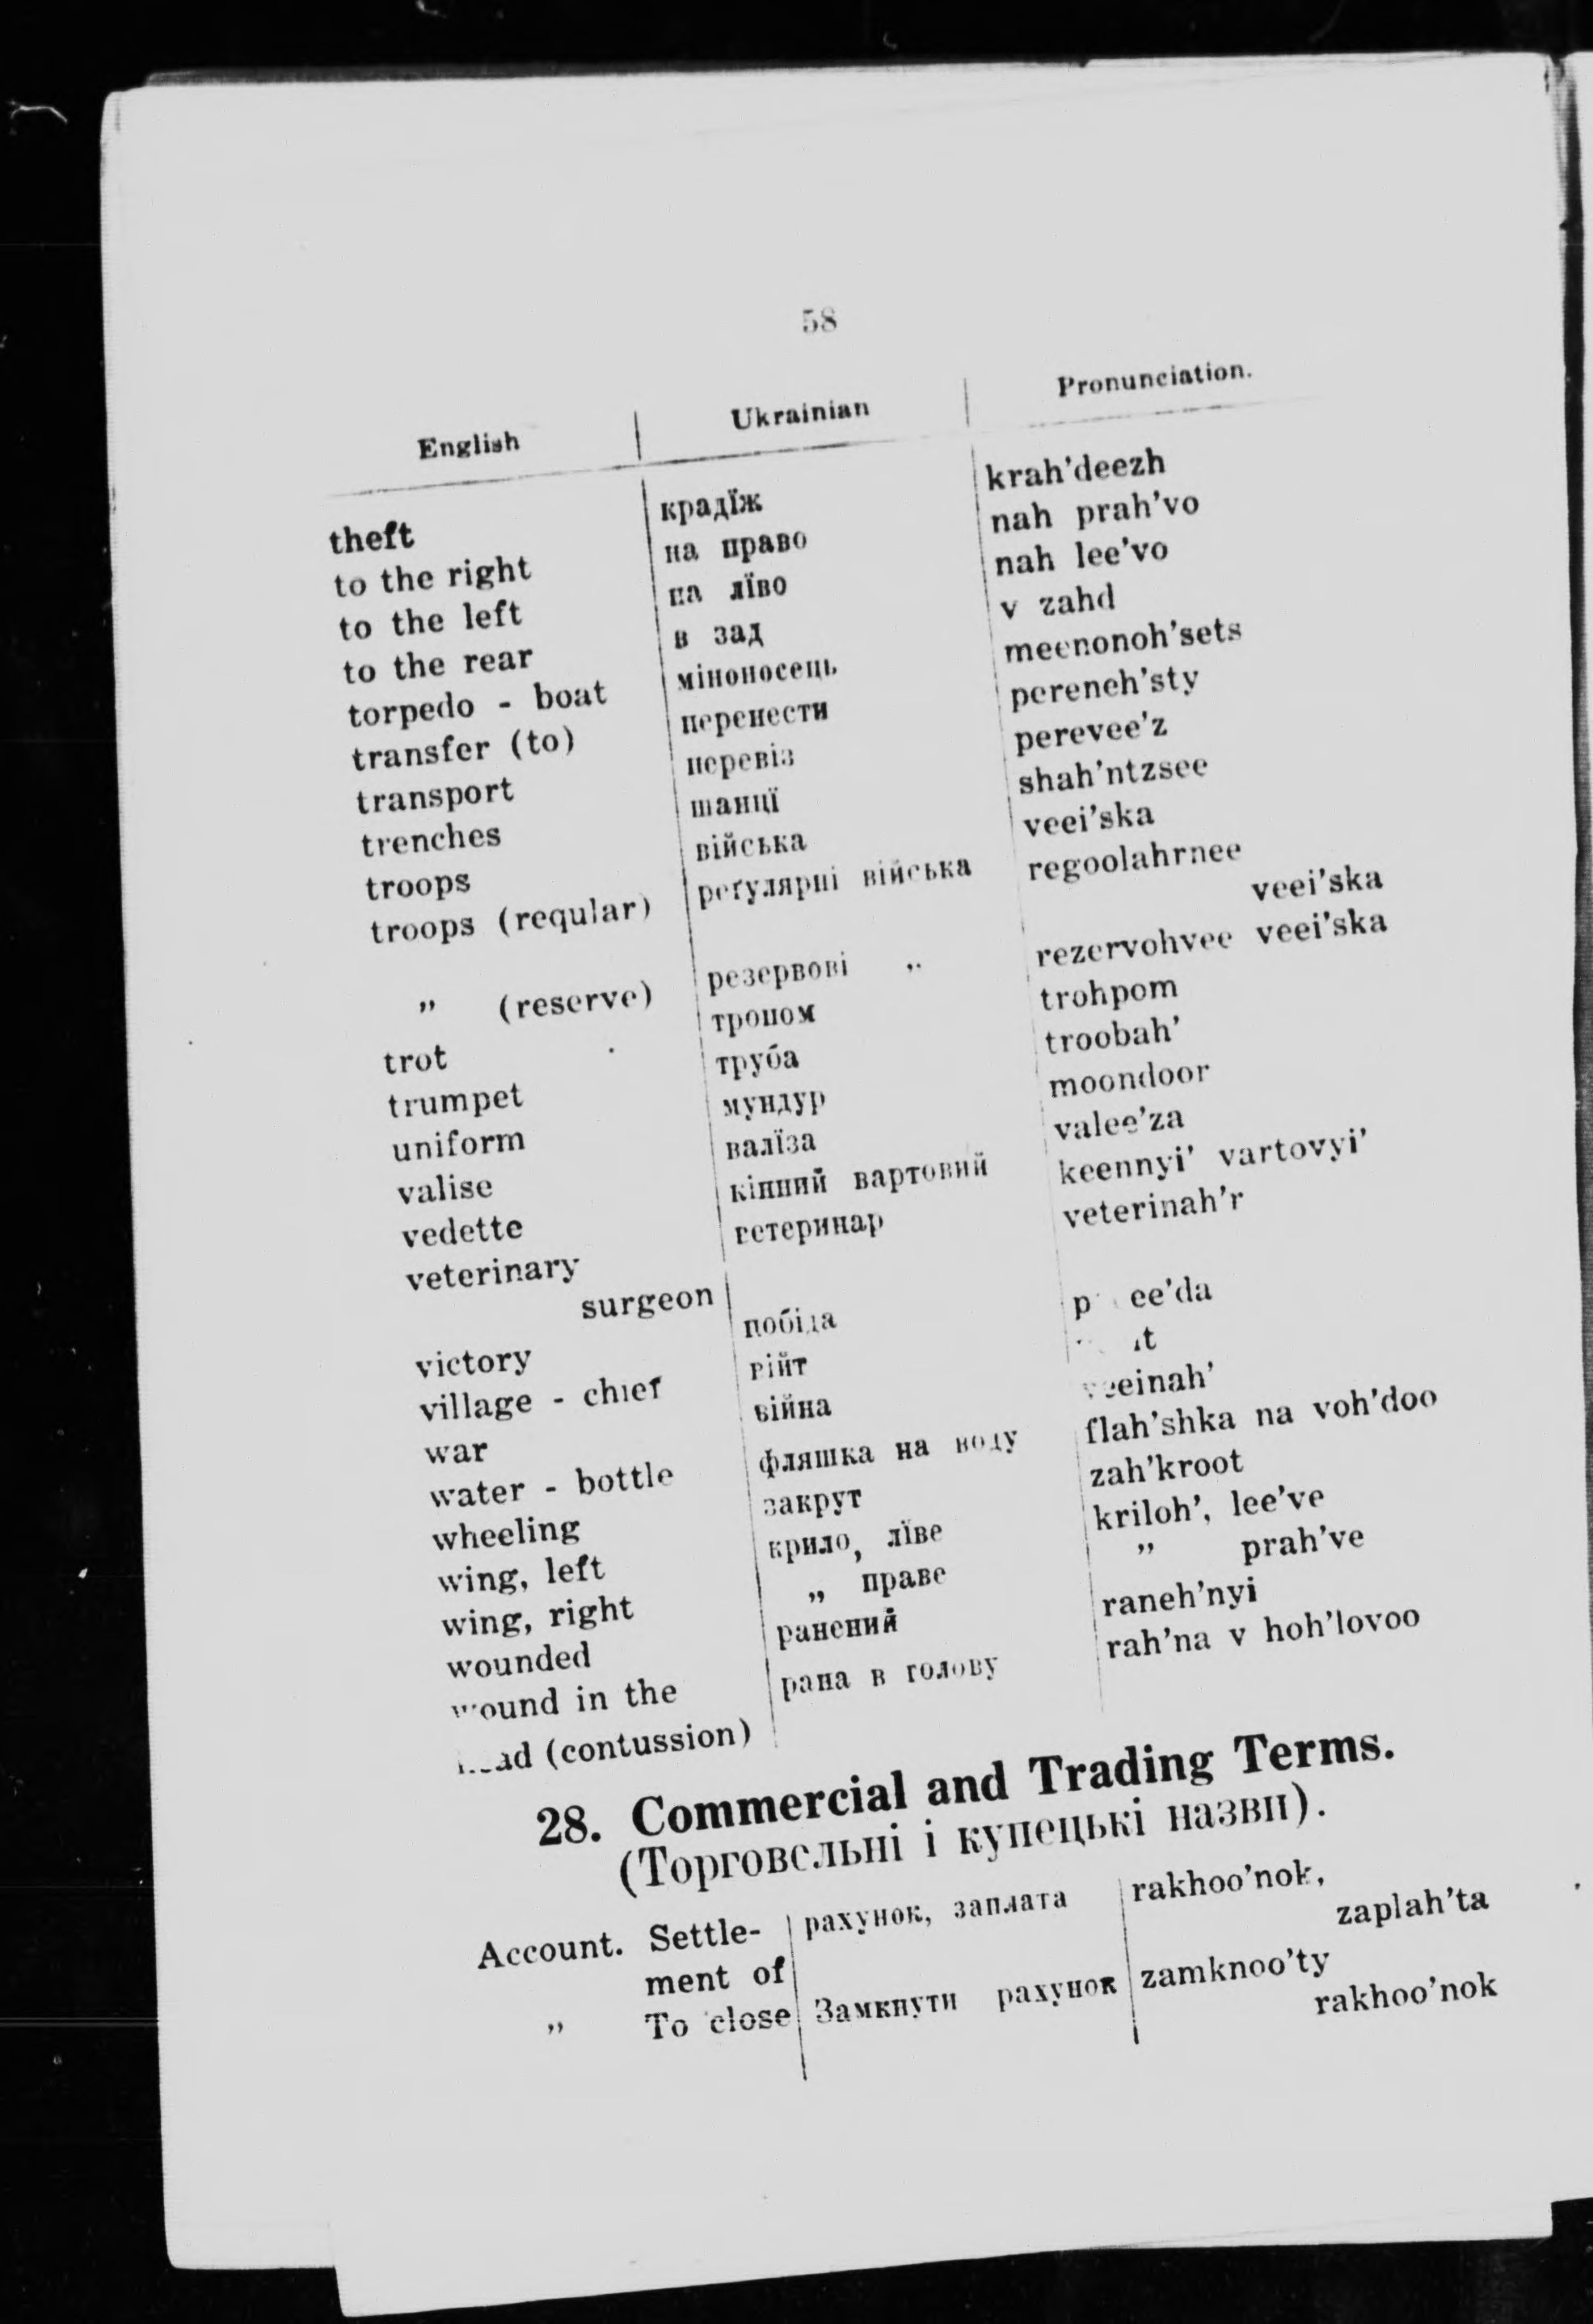 58
English | Ukrainian | Pronunciation.
theft | крадїж | krah'deezh
to the right | на право | nah prah'vo
to the left | на лїво | nah lee'vo
to the rear | в зад | v zahd
torpedo - boat | міноносець | meenonoh'sets
transfer (to) | перенести | pereneh'sty
transport | перевіз | perevee'z
trenches | шанцї | shah'ntzsee
troops | війська | veei'ska
troops (reqular) | реґулярні війська | regoolahrnee
veei'ska
„ (reserve) | резервові „ | rezervohvee veei'ska
trot | тропом | trohpom
trumpet | труба | troobah'
uniform | мундур | moondoor
valise | валїза | valee'za
vedette | кінний вартовий | keennyi' vartovyi'
veterinary | ветеринар | veterinah'r
surgeon
victory | побіда | ee'da
village - chief | війт
war | війна | veeinah'
water - bottle | фляшка на воду | flah'shka na voh'doo
wheeling | закрут | zah'kroot
wing, left | крило, лїве | kriloh', lee've
wing, right | „ праве | „ prah've
wounded | ранений | raneh'nyi
wound in the | рана в голову | rah'na v hoh'lovoo
head (contussion)
28. Commercial and Trading Terms.
(Торговельні і купецькі назви).
Account. Settle- | рахунок, заплата | rakhoo'nok,
ment of | zaplah'ta
„ To close | Замкнути рахунок | zamknoo'ty
rakhoo'nok